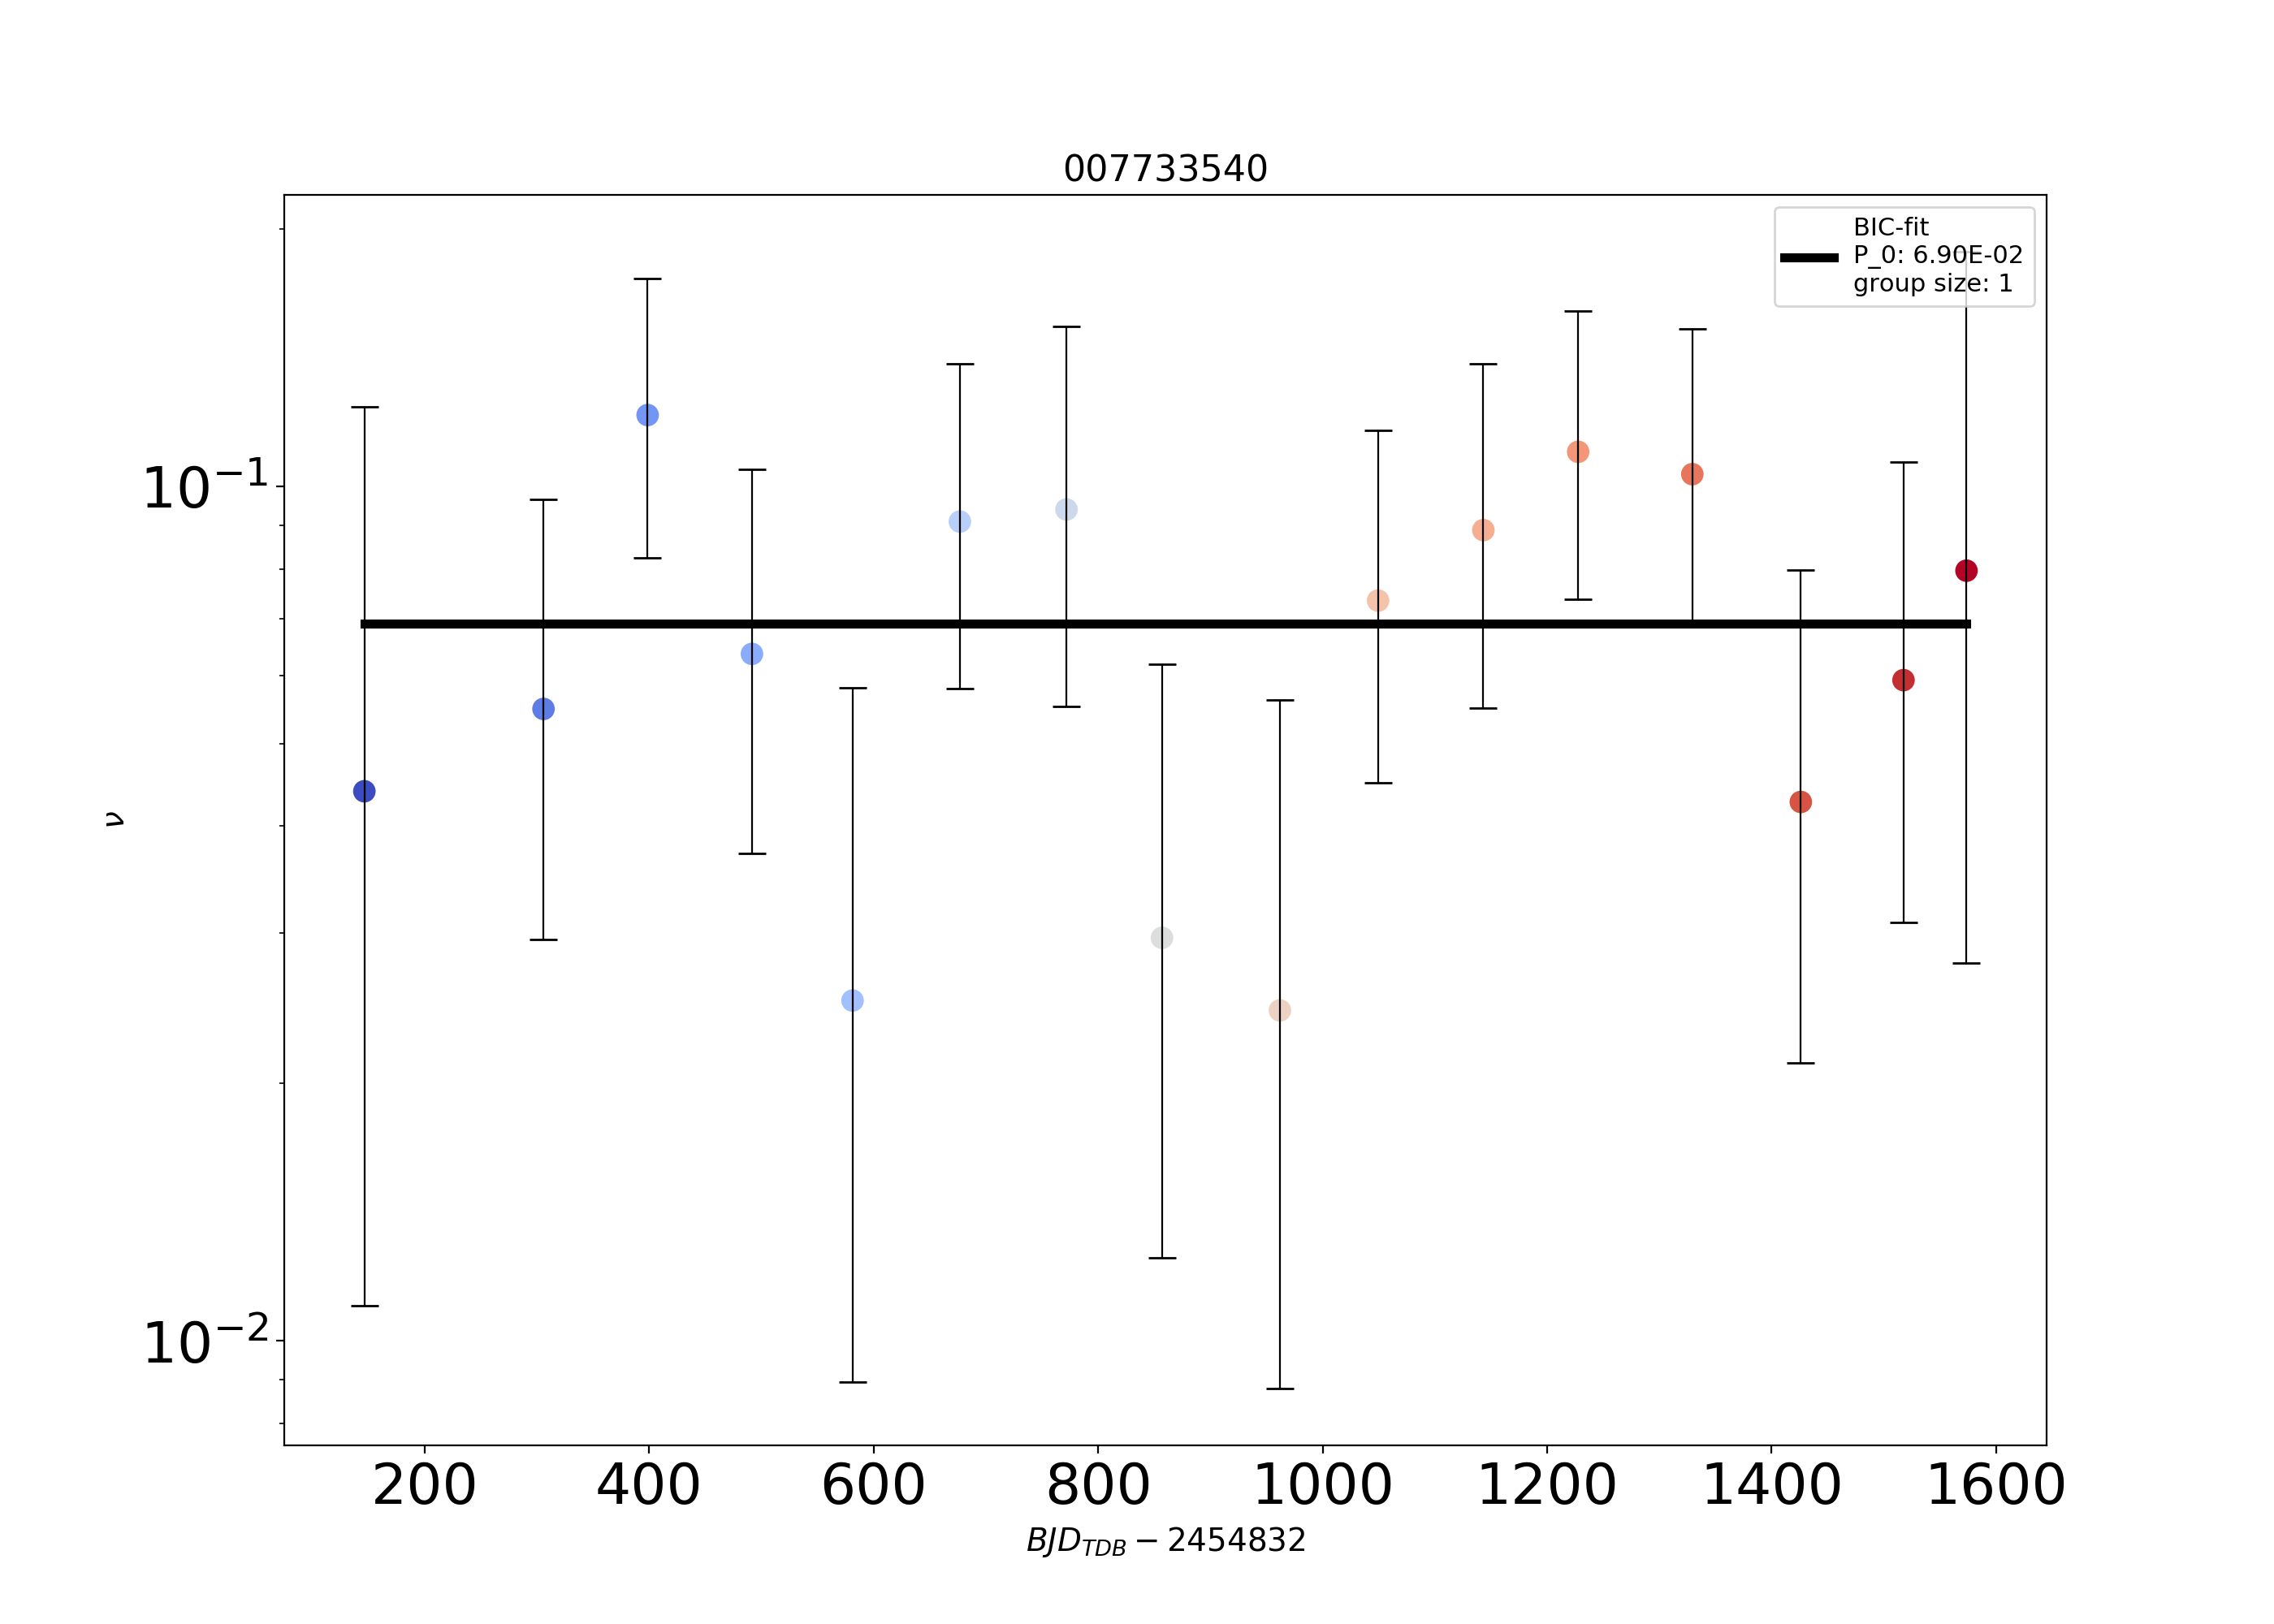 007733540
BIC-fit
P_0: 6.90E-02
group size: 1
10^{-1}
ν
10^{-2}
200 400 600 800 1000 1200 1400 1600
BJD_{TDB} − 2454832